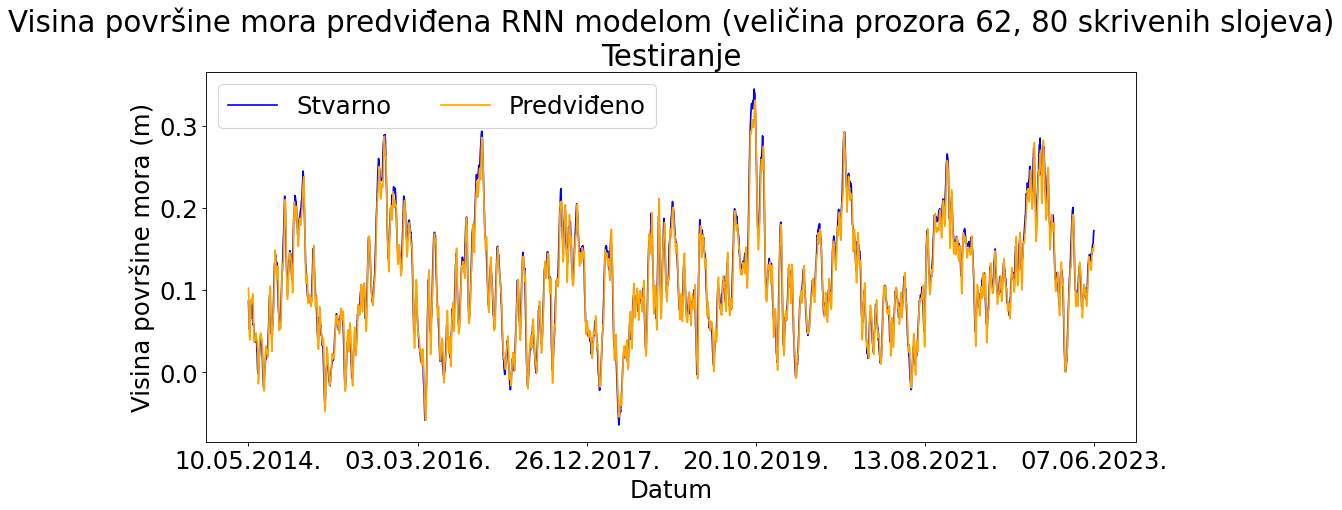 Visina površine mora predviđena RNN modelom (veličina prozora 62, 80 skrivenih slojeva)
Testiranje
Stvarno Predviđeno
Visina površine mora (m)
0.3
0.2
0.1
0.0
10.05.2014. 03.03.2016. 26.12.2017. 20.10.2019. 13.08.2021. 07.06.2023.
Datum